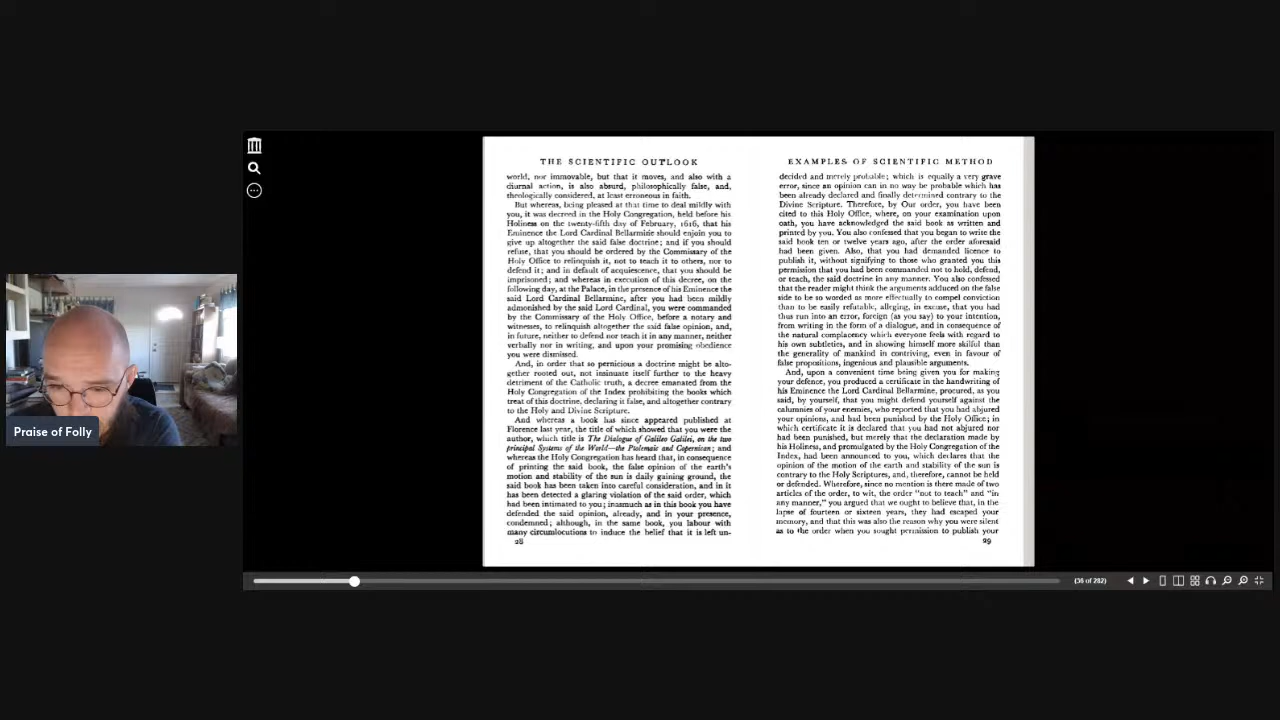 THE SCIENTIFIC OUTLOOK
world, nor immovable, but that it moves, and also with a
diurnal action, is also absurd, philosophically false, and,
theologically considered, at least erroneous in faith.
But whereas, being pleased at that time to deal mildly with
you, it was decreed in the Holy Congregation, held before his
Holiness on the twenty-fifth day of February, 1616, that his
Eminence the Lord Cardinal Bellarmine should enjoin you to
give up altogether the said false doctrine; and if you should
refuse, that you should be ordered by the Commissary of the
Holy Office to relinquish it, not to teach it to others, nor to
defend it; and in default of acquiescence, that you should be
imprisoned; and whereas in execution of this decree, on the
following day, at the Palace, in the presence of his Eminence the
said Lord Cardinal Bellarmine, after you had been mildly
admonished by the said Lord Cardinal, you were commanded
by the Commissary of the Holy Office, before a notary and
witnesses, to relinquish altogether the said false opinion, and,
in future, neither to defend nor teach it in any manner, neither
verbally nor in writing, and upon your promising obedience
you were dismissed.
And, in order that so pernicious a doctrine might be alto-
gether rooted out, not insinuate itself further to the heavy
detriment of the Catholic truth, a decree emanated from the
Holy Congregation of the Index prohibiting the books which
treat of this doctrine, declaring it false, and altogether contrary
to the Holy and Divine Scripture.
And whereas a book has since appeared published at
Florence last year, the title of which showed that you were the
author, which title is The Dialogue of Galileo Galilei, on the two
principal Systems of the World—the Ptolemaic and Copernican; and
whereas the Holy Congregation has heard that, in consequence
of printing the said book, the false opinion of the earth's
motion and stability of the sun is daily gaining ground, the
said book has been taken into careful consideration, and in it
has been detected a glaring violation of the said order, which
had been intimated to you; inasmuch as in this book you have
defended the said opinion, already, and in your presence,
condemned; although, in the same book, you labour with
many circumlocutions to induce the belief that it is left un-
28
EXAMPLES OF SCIENTIFIC METHOD
decided and merely probable; which is equally a very grave
error, since an opinion can in no way be probable which has
been already declared and finally determined contrary to the
Divine Scripture. Therefore, by Our order, you have been
cited to this Holy Office, where, on your examination upon
oath, you have acknowledged the said book as written and
printed by you. You also confessed that you began to write the
said book ten or twelve years ago, after the order aforesaid
had been given. Also, that you had demanded licence to
publish it, without signifying to those who granted you this
permission that you had been commanded not to hold, defend,
or teach, the said doctrine in any manner. You also confessed
that the reader might think the arguments adduced on the false
side to be so worded as more effectually to compel conviction
than to be easily refutable, alleging, in excuse, that you had
thus run into an error, foreign (as you say) to your intention,
from writing in the form of a dialogue, and in consequence of
the natural complacency which everyone feels with regard to
his own subtleties, and in showing himself more skilful than
the generality of mankind in contriving, even in favour of
false propositions, ingenious and plausible arguments.
And, upon a convenient time being given you for making
your defence, you produced a certificate in the handwriting of
his Eminence the Lord Cardinal Bellarmine, procured, as you
said, by yourself, that you might defend yourself against the
calumnies of your enemies, who reported that you had abjured
your opinions, and had been punished by the Holy Office; in
which certificate it is declared that you had not abjured nor
had been punished, but merely that the declaration made by
his Holiness, and promulgated by the Holy Congregation of the
Index, had been announced to you, which declares that the
opinion of the motion of the earth and stability of the sun is
contrary to the Holy Scriptures, and, therefore, cannot be held
or defended. Wherefore, since no mention is there made of two
articles of the order, to wit, the order "not to teach" and "in
any manner," you argued that we ought to believe that, in the
lapse of fourteen or sixteen years, they had escaped your
memory, and that this was also the reason why you were silent
as to the order when you sought permission to publish your
29
Praise of Folly
(36 of 282)